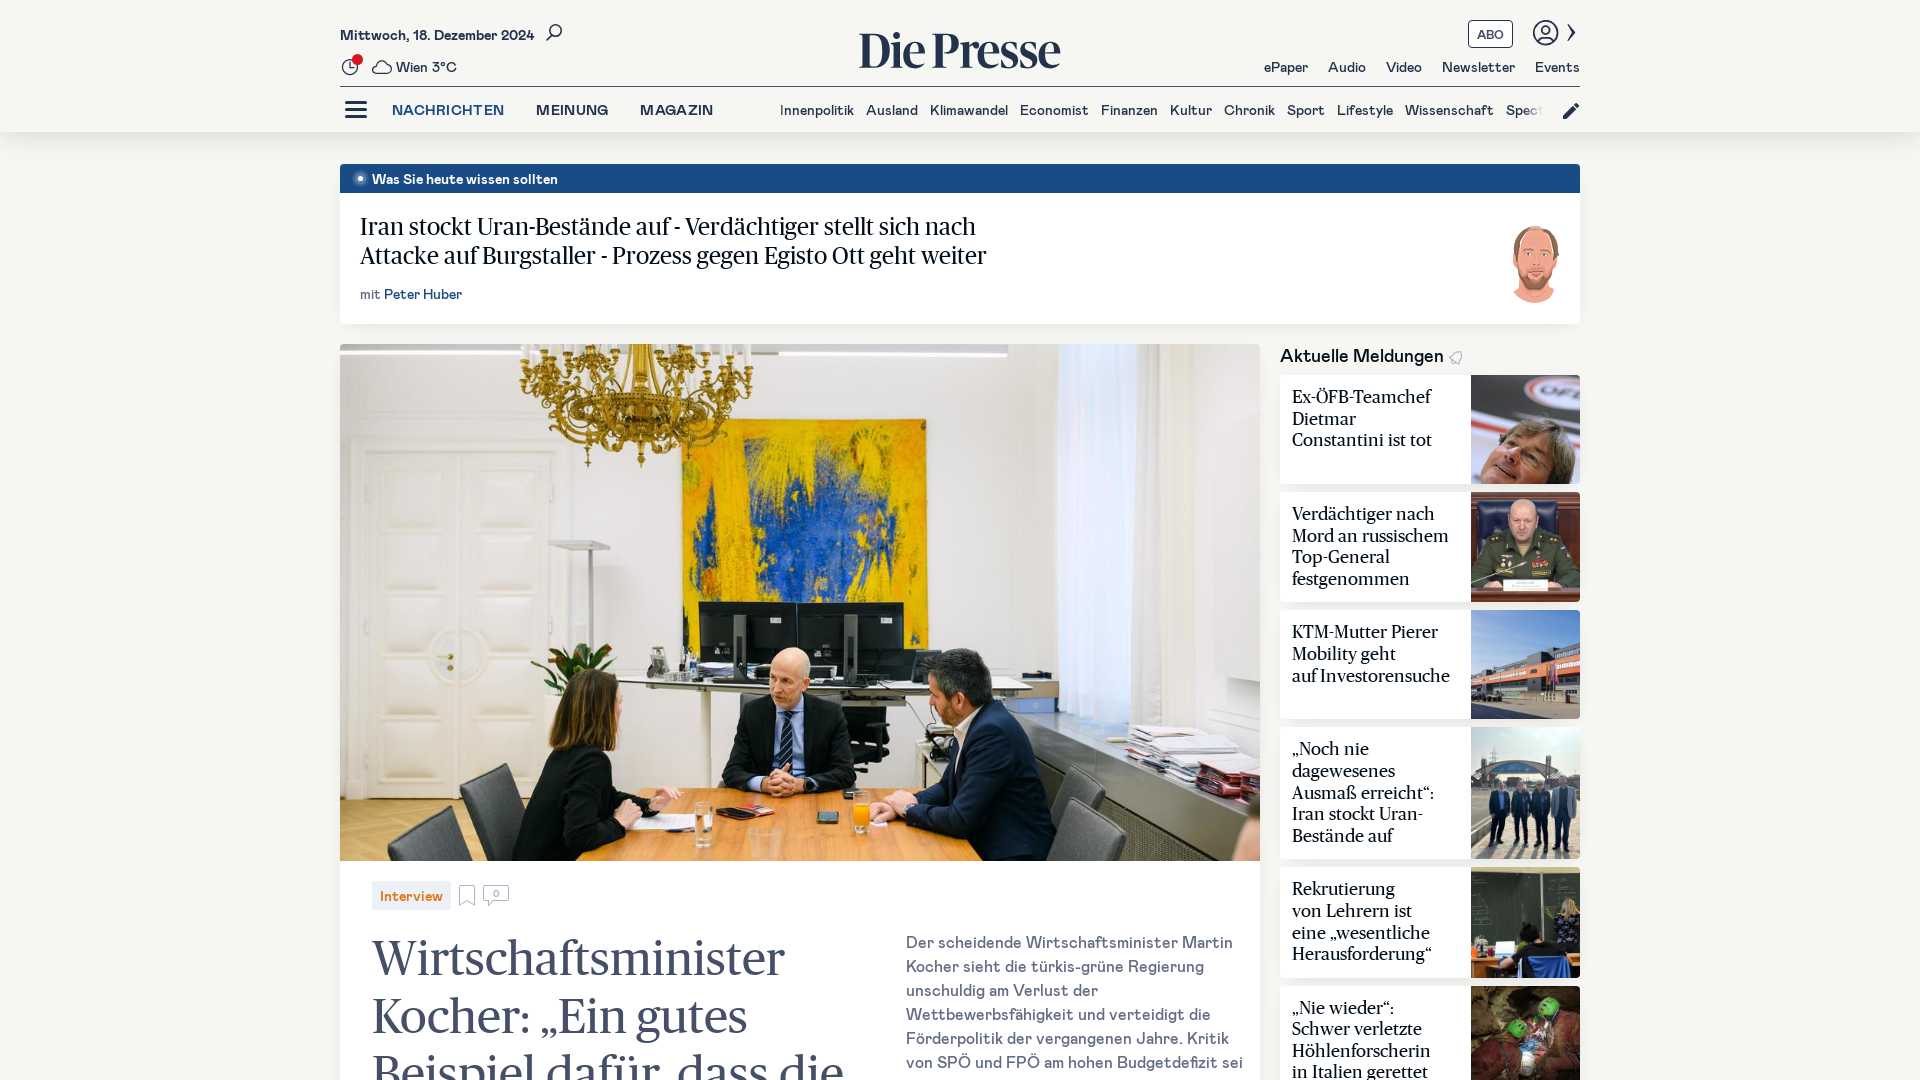 Mittwoch, 18. Dezember 2024
Wien 3°C
Die Presse
ABO
ePaper Audio Video Newsletter Events
NACHRICHTEN MEINUNG MAGAZIN
Innenpolitik Ausland Klimawandel Economist Finanzen Kultur Chronik Sport Lifestyle Wissenschaft Spect
Was Sie heute wissen sollten
Iran stockt Uran-Bestände auf - Verdächtiger stellt sich nach
Attacke auf Burgstaller - Prozess gegen Egisto Ott geht weiter
mit Peter Huber
Interview
0
Wirtschaftsminister
Kocher: „Ein gutes
Beispiel dafür, dass die
Der scheidende Wirtschaftsminister Martin
Kocher sieht die türkis-grüne Regierung
unschuldig am Verlust der
Wettbewerbsfähigkeit und verteidigt die
Förderpolitik der vergangenen Jahre. Kritik
von SPÖ und FPÖ am hohen Budgetdefizit sei
Aktuelle Meldungen
Ex-ÖFB-Teamchef
Dietmar
Constantini ist tot
Verdächtiger nach
Mord an russischem
Top-General
festgenommen
KTM-Mutter Pierer
Mobility geht
auf Investorensuche
„Noch nie
dagewesenes
Ausmaß erreicht“:
Iran stockt Uran-
Bestände auf
Rekrutierung
von Lehrern ist
eine „wesentliche
Herausforderung“
„Nie wieder“:
Schwer verletzte
Höhlenforscherin
in Italien gerettet